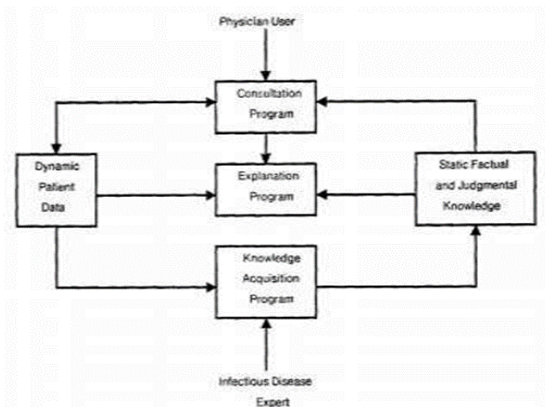 Physician User
Consultation
Program
Dynamic
Patient
Data
Explanation
Program
Static Factual
and Judgmental
Knowledge
Knowledge
Acquisition
Program
Infectious Disease
Expert